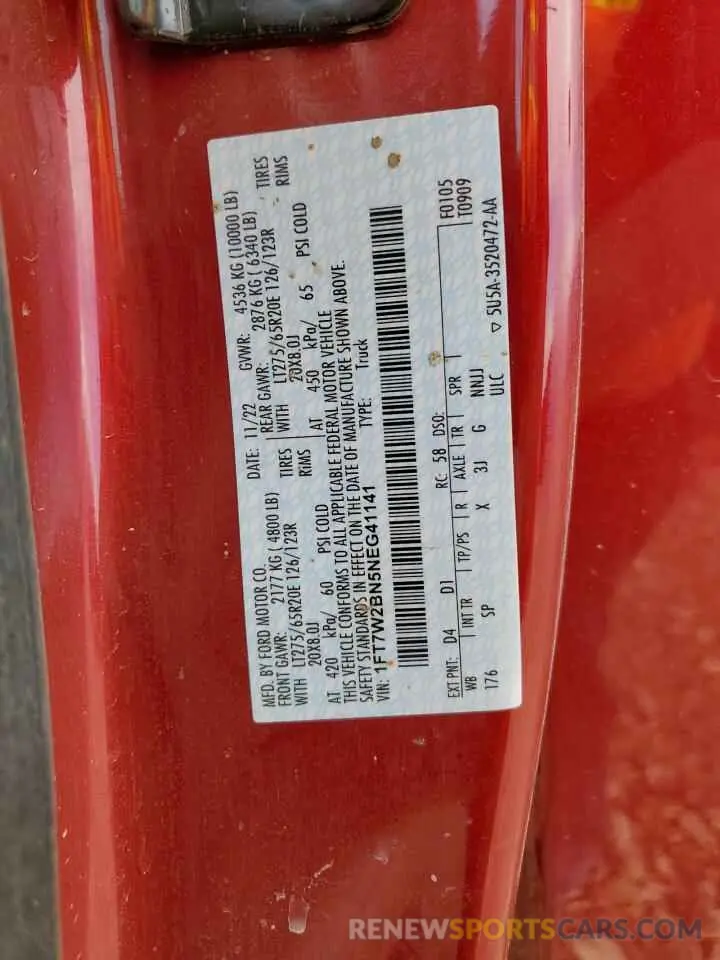 MFD. BY FORD MOTOR CO. DATE: 11/22 GVWR: 4536 KG (10000 LB)
FRONT GAWR: 2177 KG ( 4800 LB) REAR GAWR: 2876 KG ( 6340 LB)
WITH LT275/65R20E 126/123R TIRES WITH LT275/65R20E 126/123R TIRES
20X8.0J RIMS 20X8.0J RIMS
AT 420 kPa/ 60 PSI COLD AT 450 kPa/ 65 PSI COLD
THIS VEHICLE CONFORMS TO ALL APPLICABLE FEDERAL MOTOR VEHICLE
SAFETY STANDARDS IN EFFECT ON THE DATE OF MANUFACTURE SHOWN ABOVE.
VIN: 1FT7W2BN5NEG41141 TYPE: Truck
F0105
EXT PNT: D4 D1 RC: 58 DSO: T0909
WB INT TR TP/PS R AXLE TR SPR
176 SP X 3J G NNJJ
ULC ▽ 5U5A-3520472-AA
RENEWSPORTSCARS.COM